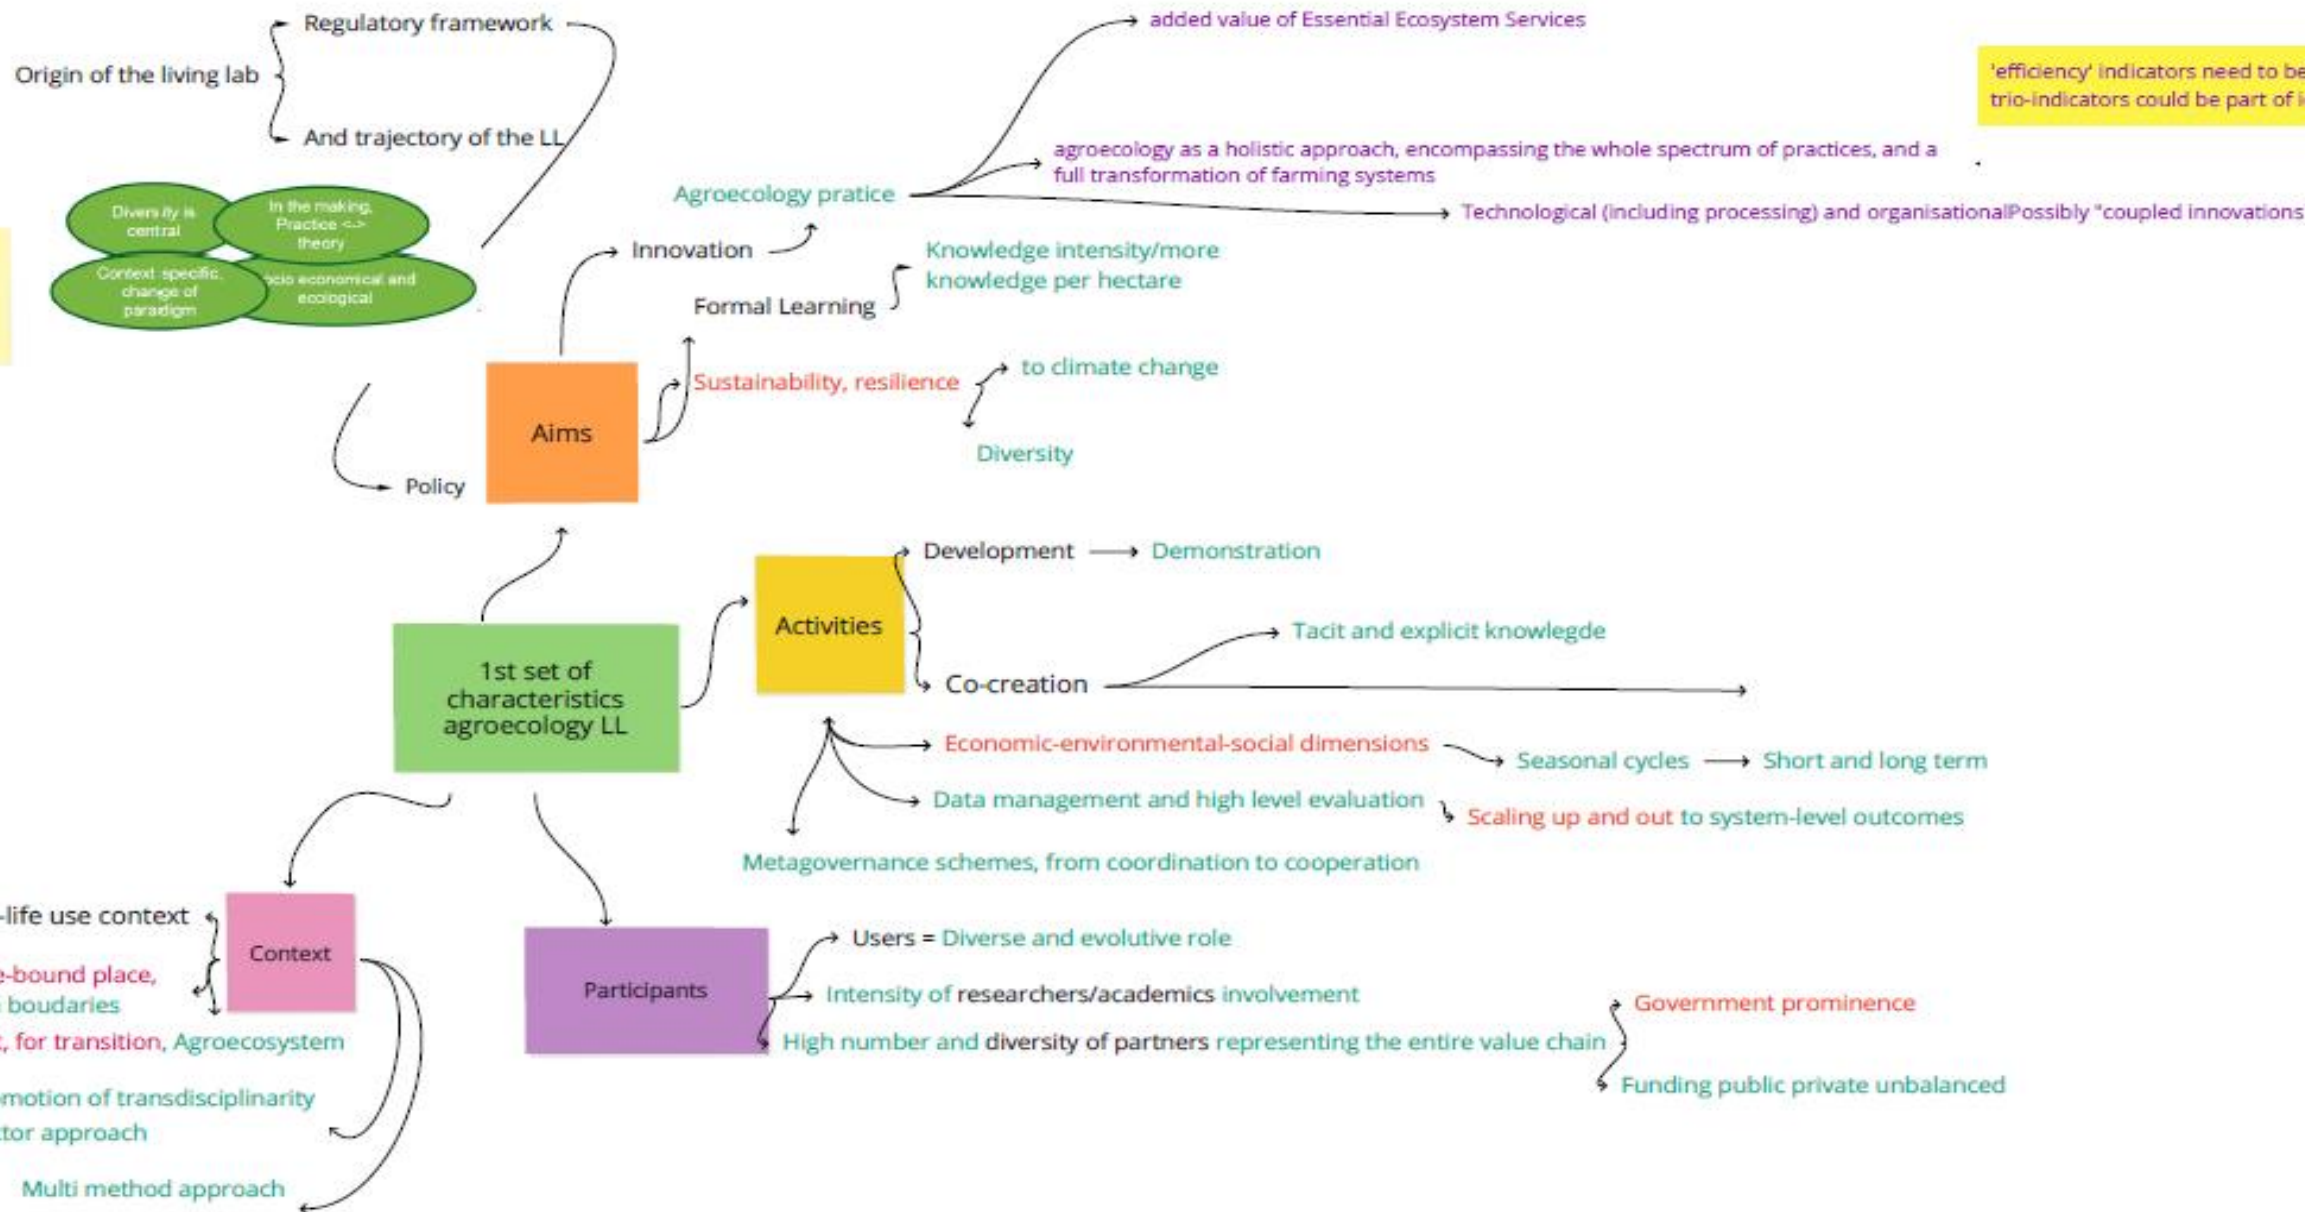 Origin of the living lab
Regulatory framework
And trajectory of the LL
Diversity is
central
In the making,
Practice <->
theory
Context specific,
change of
paradigm
ocio economical and
ecological
added value of Essential Ecosystem Services
'efficiency' indicators need to be
trio-indicators could be part of i
agroecology as a holistic approach, encompassing the whole spectrum of practices, and a
full transformation of farming systems
Agroecology pratice
Technological (including processing) and organisationalPossibly "coupled innovations
Innovation
Knowledge intensity/more
knowledge per hectare
Formal Learning
Sustainability, resilience
to climate change
Diversity
Aims
Policy
Development
Demonstration
Activities
Tacit and explicit knowlegde
Co-creation
1st set of
characteristics
agroecology LL
Economic-environmental-social dimensions
Seasonal cycles
Short and long term
Data management and high level evaluation
Scaling up and out to system-level outcomes
Metagovernance schemes, from coordination to cooperation
-life use context
Context
e-bound place,
boudaries
, for transition, Agroecosystem
motion of transdisciplinarity
tor approach
Multi method approach
Participants
Users = Diverse and evolutive role
Intensity of researchers/academics involvement
High number and diversity of partners representing the entire value chain
Government prominence
Funding public private unbalanced